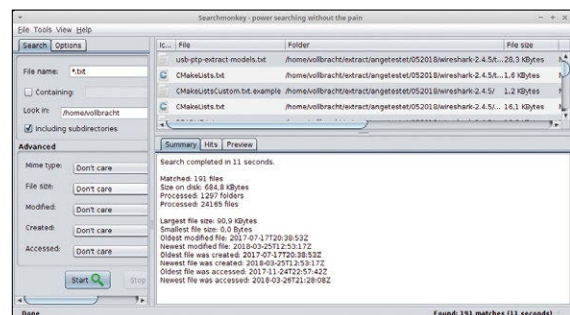 Searchmonkey - power searching without the pain
File Tools View Help
Search Options
File name: *.txt
Containing:
Look in: /home/vollbracht
Including subdirectories
Advanced
Mime type: Don't care
File size: Don't care
Modified: Don't care
Created: Don't care
Accessed: Don't care
Start Stop
Ic... File Folder File size
usb-ptp-extract-models.txt /home/vollbracht/extract/angetestet/052018/wireshark-2.4.5/t... 28,3 KBytes
CMakeLists.txt /home/vollbracht/extract/angetestet/052018/wireshark-2.4.5/t... 1,6 KBytes
CMakeListsCustom.txt.example /home/vollbracht/extract/angetestet/052018/wireshark-2.4.5/ 1,2 KBytes
CMakeLists.txt /home/vollbracht/extract/angetestet/052018/wireshark-2.4.5/... 16,1 KBytes
Summary Hits Preview
Search completed in 11 seconds.
Matched: 191 files
Size on disk: 684,8 KBytes
Processed: 1297 folders
Processed: 24165 files
Largest file size: 90,9 KBytes
Smallest file size: 0,0 Bytes
Oldest modified file: 2017-07-17T20:38:53Z
Newest modified file: 2018-03-25T12:53:17Z
Oldest file was created: 2017-07-17T20:38:53Z
Newest file was created: 2018-03-25T12:53:17Z
Oldest file was accessed: 2017-11-24T22:57:42Z
Newest file was accessed: 2018-03-26T21:28:08Z
Done Found: 191 matches (11 seconds)